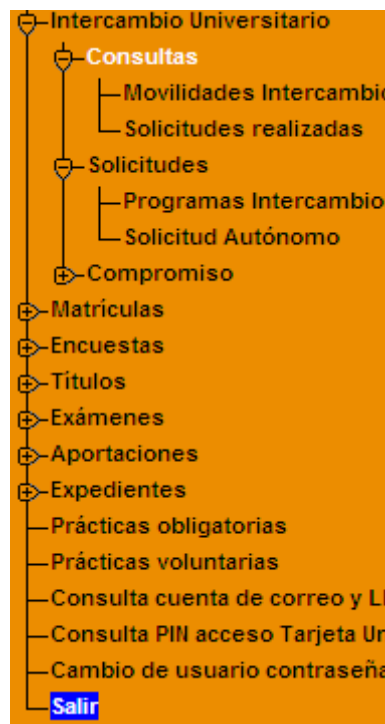 Intercambio Universitario
Consultas
Movilidades Intercambio
Solicitudes realizadas
Solicitudes
Programas Intercambio
Solicitud Autónomo
Compromiso
Matrículas
Encuestas
Títulos
Exámenes
Aportaciones
Expedientes
Prácticas obligatorias
Prácticas voluntarias
Consulta cuenta de correo y
Consulta PIN acceso Tarjeta
Cambio de usuario contraseña
Salir